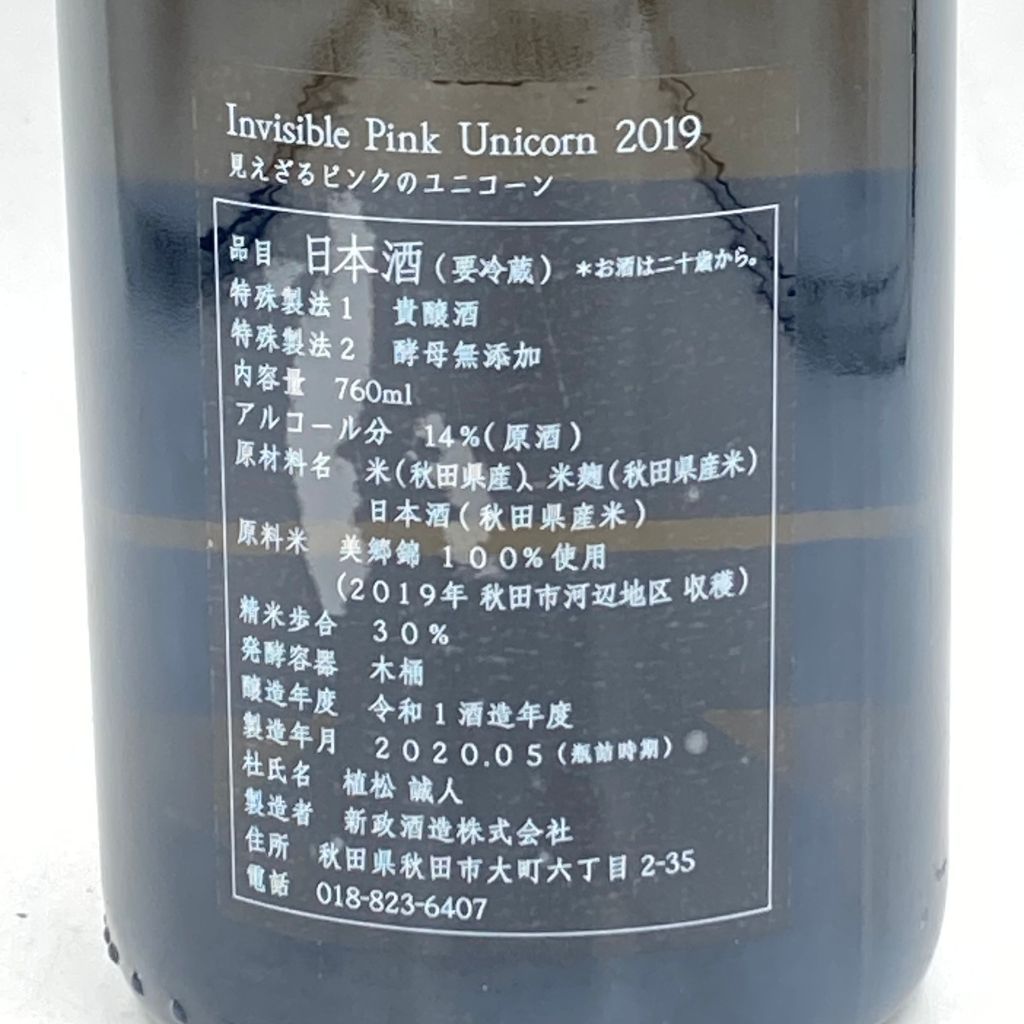 Invisible Pink Unicorn 2019
見えざるピンクのユニコーン
品目 日本酒(要冷蔵) *お酒は二十歳から。
特殊製法1 貴醸酒
特殊製法2 酵母無添加
内容量 760ml
アルコール分 14%(原酒)
原材料名 米(秋田県産)、米麹(秋田県産米)
日本酒(秋田県産米)
原料米 美郷錦 100%使用
(2019年 秋田市河辺地区 収穫)
精米歩合 30%
発酵容器 木桶
醸造年度 令和1酒造年度
製造年月 2020.05(瓶詰時期)
杜氏名 植松 誠人
製造者 新政酒造株式会社
住所 秋田県秋田市大町六丁目 2-35
電話 018-823-6407